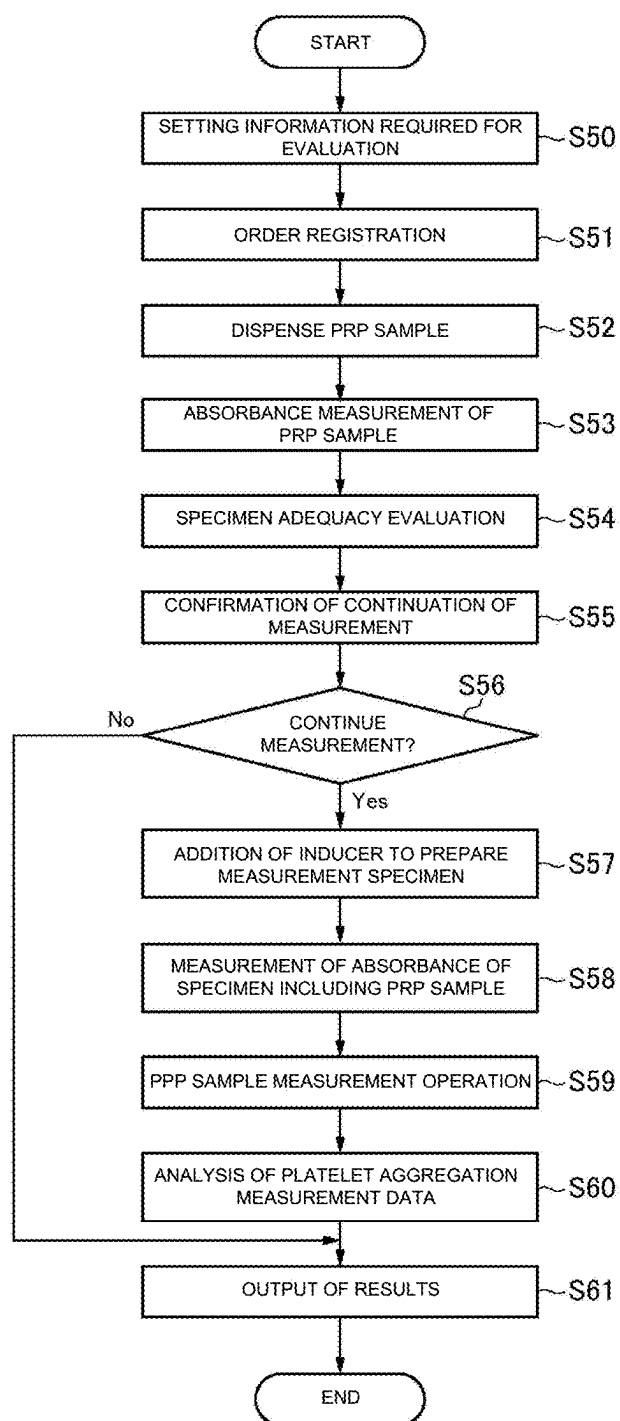 START
SETTING INFORMATION REQUIRED FOR
EVALUATION
S50
ORDER REGISTRATION
S51
DISPENSE PRP SAMPLE
S52
ABSORBANCE MEASUREMENT OF
PRP SAMPLE
S53
SPECIMEN ADEQUACY EVALUATION
S54
CONFIRMATION OF CONTINUATION OF
MEASUREMENT
S55
S56
No
CONTINUE
MEASUREMENT?
Yes
ADDITION OF INDUCER TO PREPARE
MEASUREMENT SPECIMEN
S57
MEASUREMENT OF ABSORBANCE OF
SPECIMEN INCLUDING PRP SAMPLE
S58
PPP SAMPLE MEASUREMENT OPERATION
S59
ANALYSIS OF PLATELET AGGREGATION
MEASUREMENT DATA
S60
OUTPUT OF RESULTS
S61
END